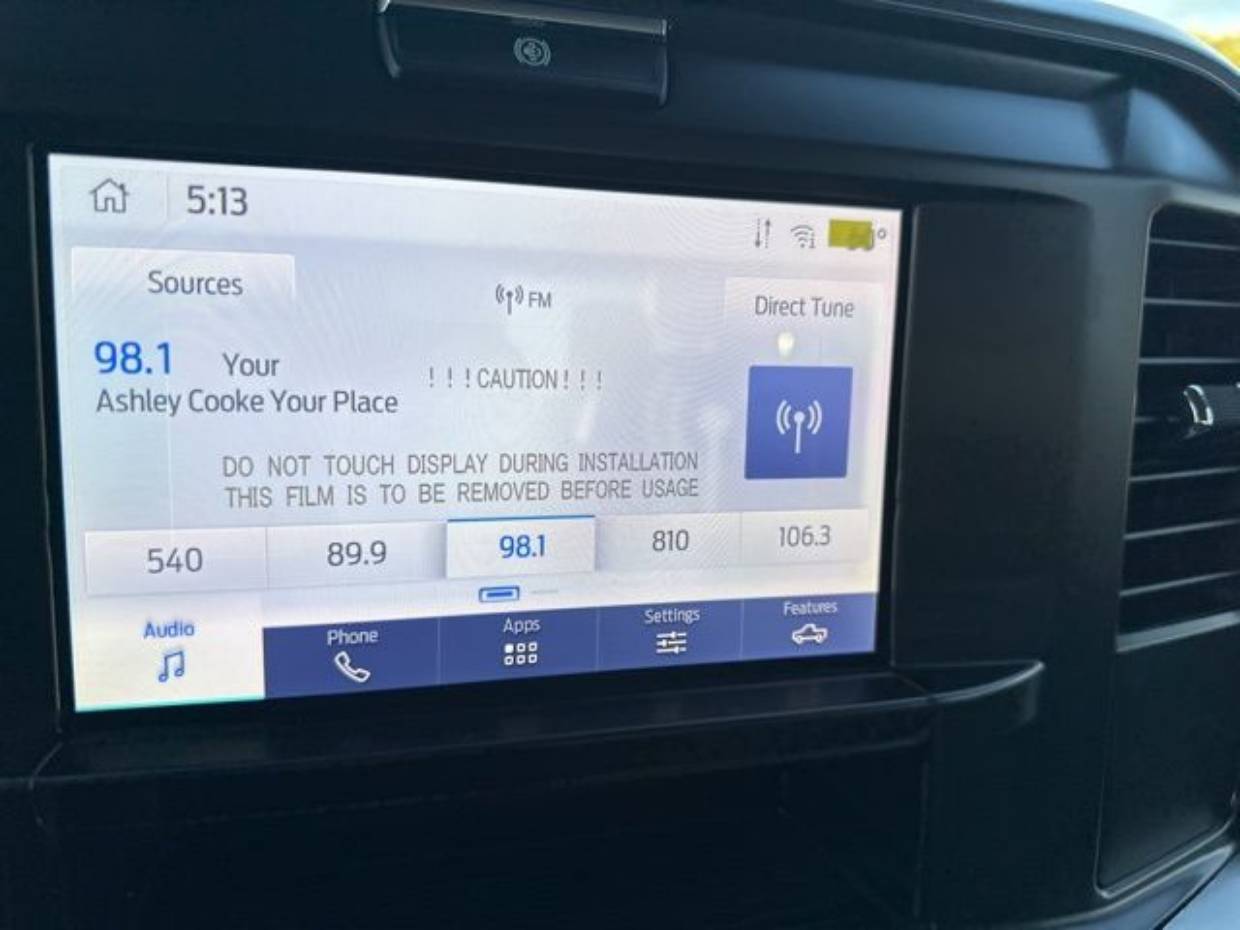 5:13
Sources
FM
Direct Tune
98.1 Your
Ashley Cooke Your Place
! ! ! CAUTION ! ! !
DO NOT TOUCH DISPLAY DURING INSTALLATION
THIS FILM IS TO BE REMOVED BEFORE USAGE
540 89.9 98.1 810 106.3
Audio Phone Apps Settings Features